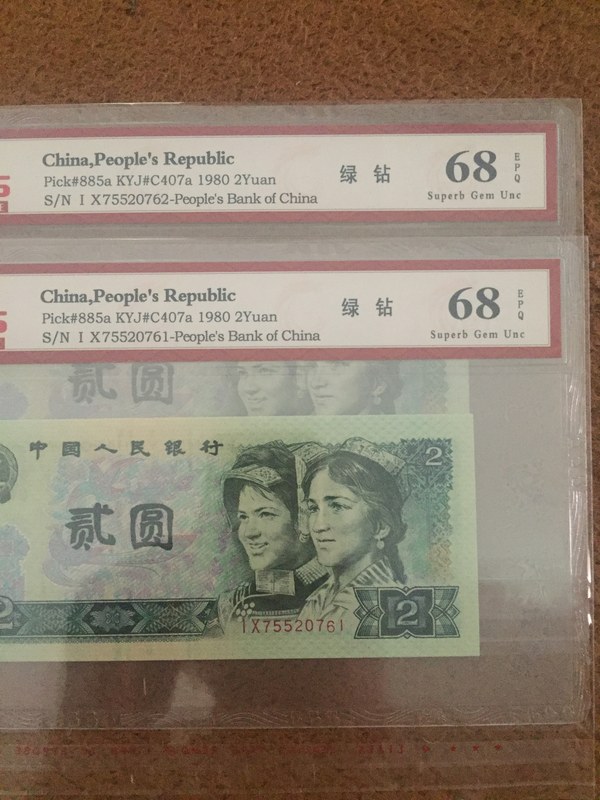 China,People's Republic
Pick#885a KYJ#C407a 1980 2Yuan
S/N I X75520762-People's Bank of China
绿 钻
68
EPQ
Superb Gem Unc
China,People's Republic
Pick#885a KYJ#C407a 1980 2Yuan
S/N I X75520761-People's Bank of China
绿 钻
68
EPQ
Superb Gem Unc
贰圆
中国人民银行
2
贰圆
IX75520761
2
2